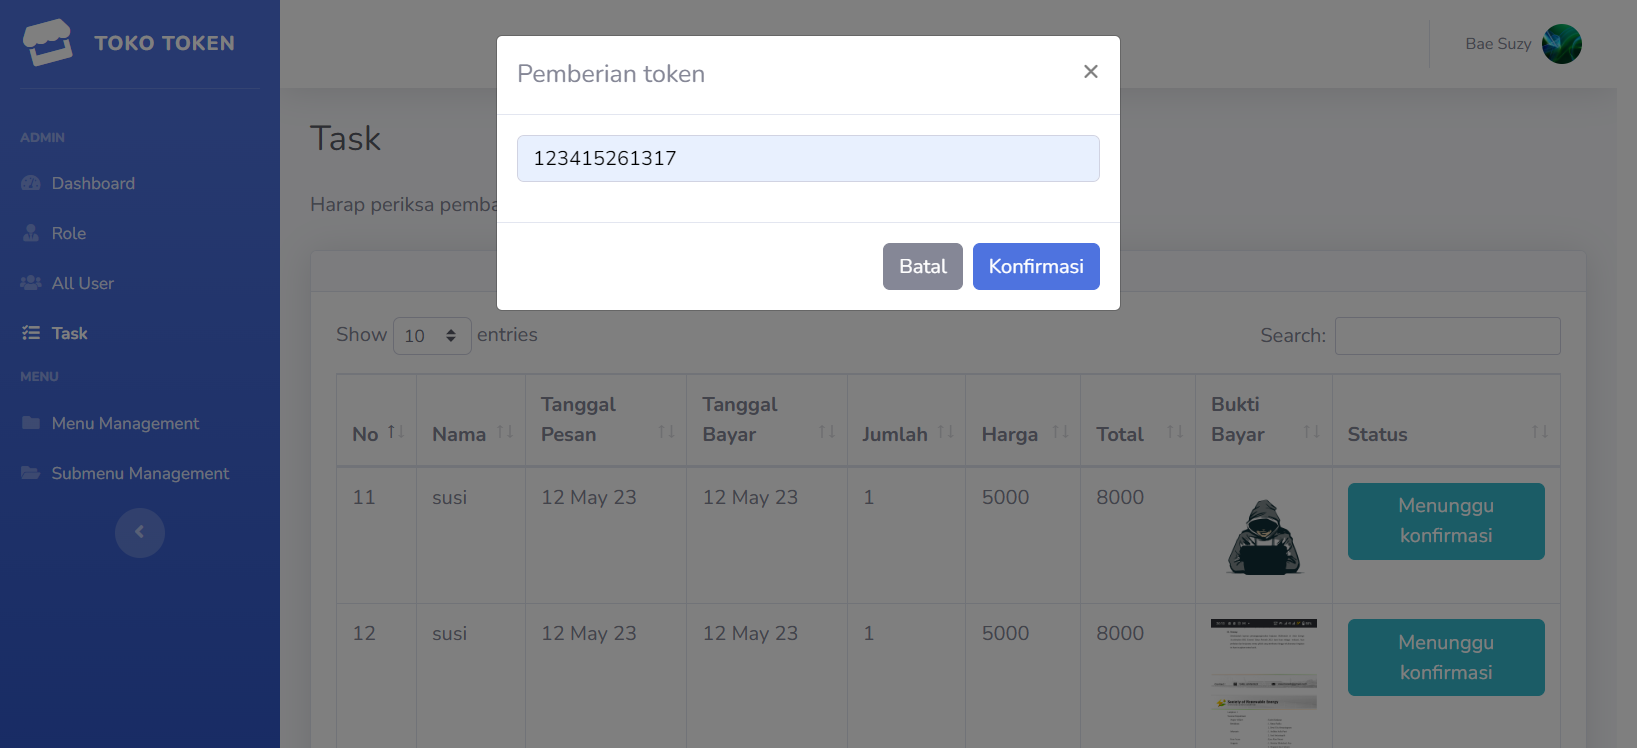 TOKO TOKEN
Bae Suzy
ADMIN
Dashboard
Role
All User
Task
MENU
Menu Management
Submenu Management
Pemberian token
×
123415261317
Batal
Konfirmasi
Task
Harap periksa pemba
Show 10 entries
Search:
No
Nama
Tanggal
Pesan
Tanggal
Bayar
Jumlah
Harga
Total
Bukti
Bayar
Status
11 susi 12 May 23 12 May 23 1 5000 8000
Menunggu
konfirmasi
12 susi 12 May 23 12 May 23 1 5000 8000
Menunggu
konfirmasi